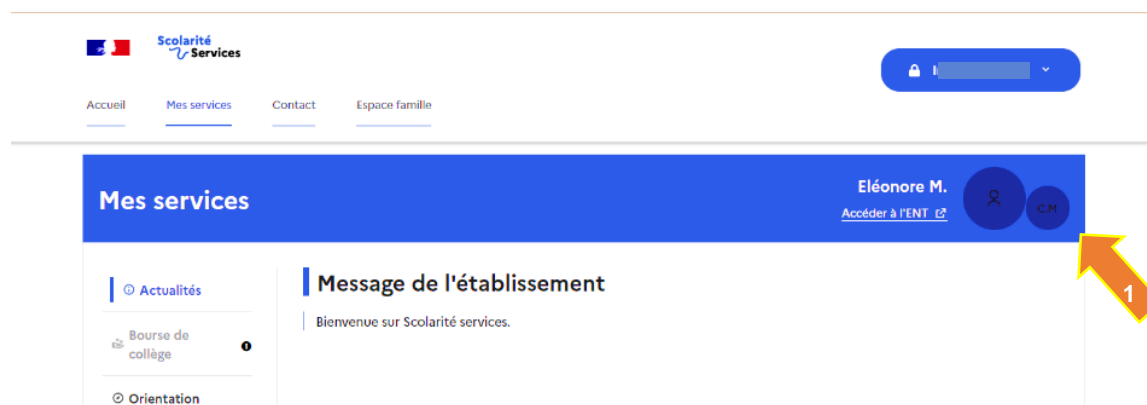 Scolarité
Services
Accueil
Mes services
Contact
Espace famille
Mes services
Eléonore M.
Accéder à l'ENT
C.M
1
Actualités
Message de l'établissement
Bienvenue sur Scolarité services.
Bourse de
collège
Orientation